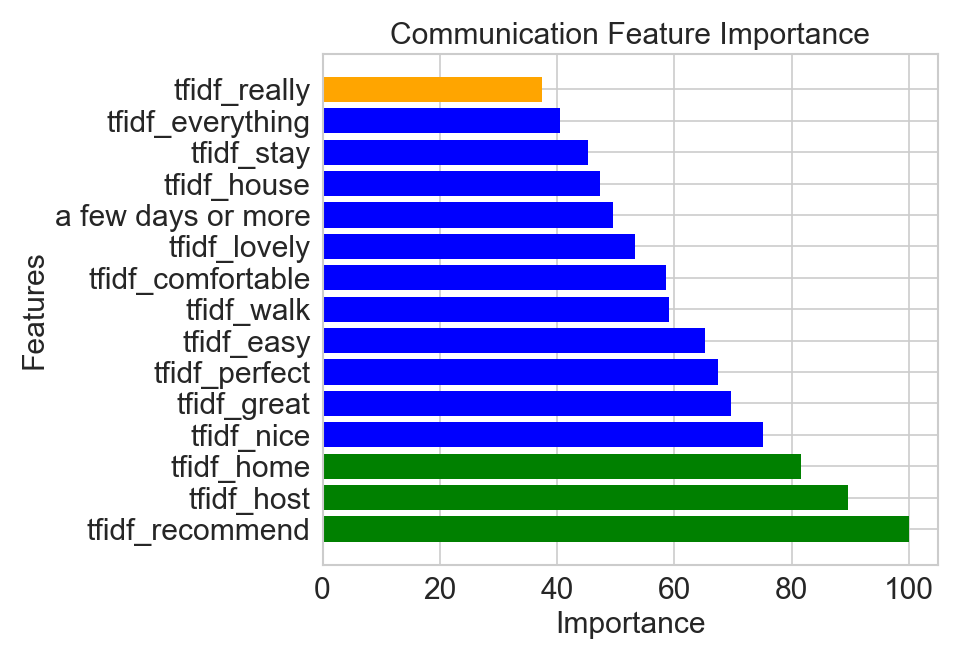 Communication Feature Importance
Features
tfidf_really
tfidf_everything
tfidf_stay
tfidf_house
a few days or more
tfidf_lovely
tfidf_comfortable
tfidf_walk
tfidf_easy
tfidf_perfect
tfidf_great
tfidf_nice
tfidf_home
tfidf_host
tfidf_recommend
0 20 40 60 80 100
Importance